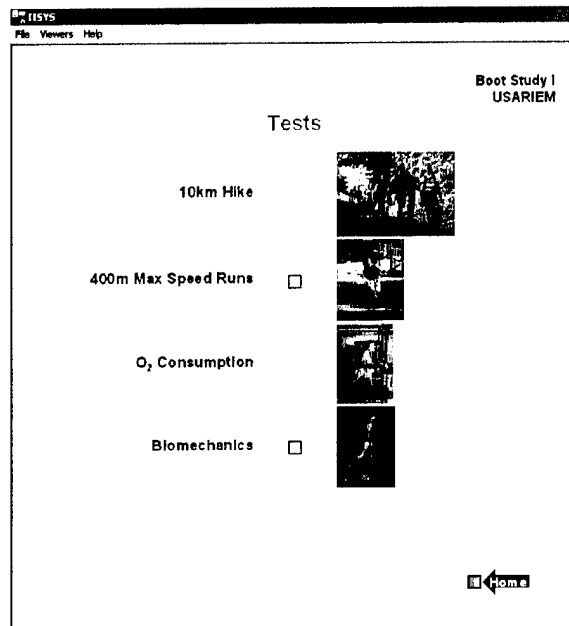 IISYS
File Viewers Help
Boot Study I
USARIEM
Tests
10km Hike
400m Max Speed Runs
O₂ Consumption
Biomechanics
Home